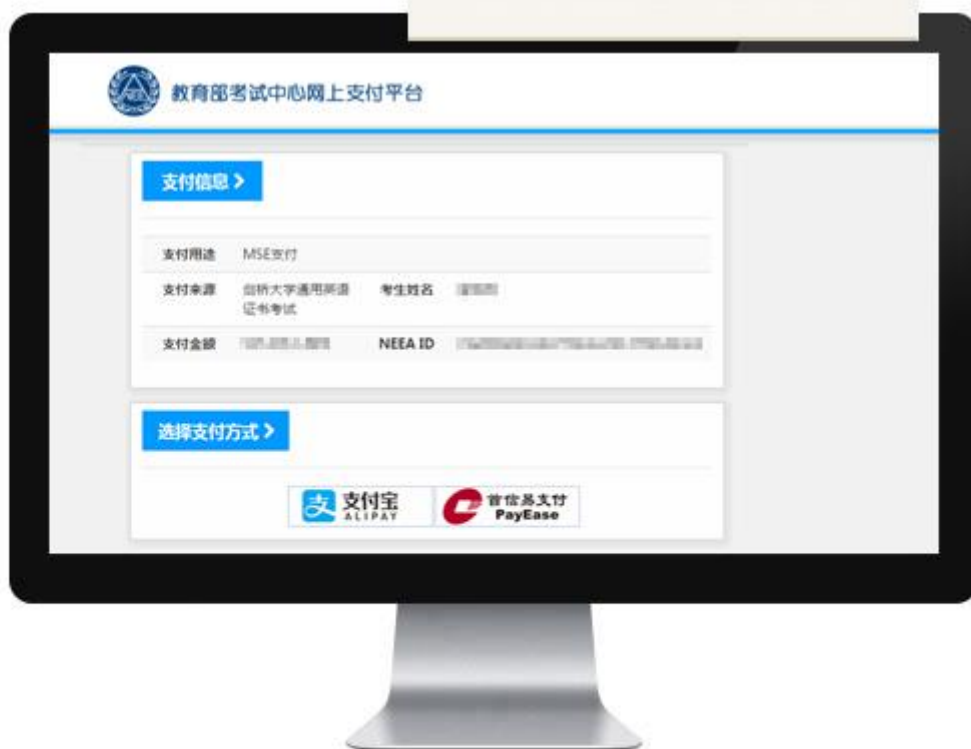 教育部考试中心网上支付平台
支付信息 >
支付用途 MSE支付
支付来源 剑桥大学通用英语 考生姓名
证书考试
支付金额 NEEA ID
选择支付方式 >
支 支付宝 首信易支付
ALIPAY PayEase